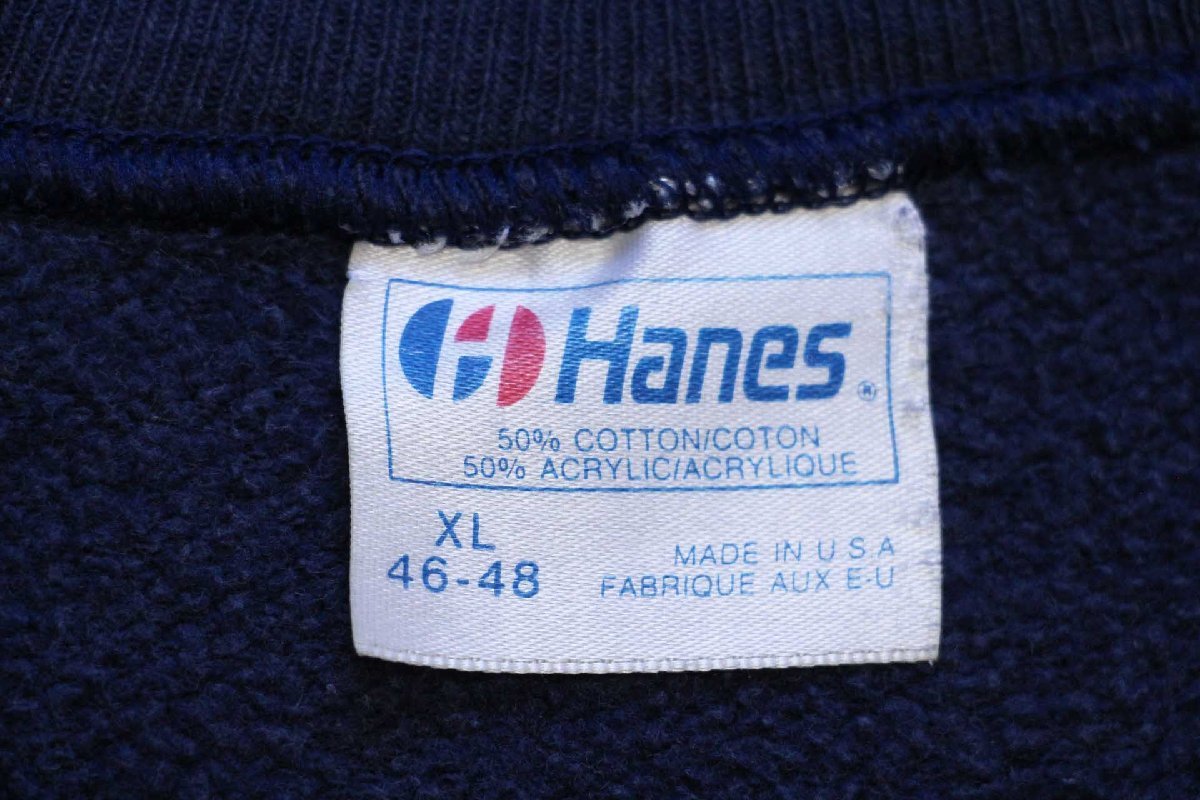 Hanes®
50% COTTON/COTON
50% ACRYLIC/ACRYLIQUE
XL
46-48
MADE IN U S A
FABRIQUE AUX E-U